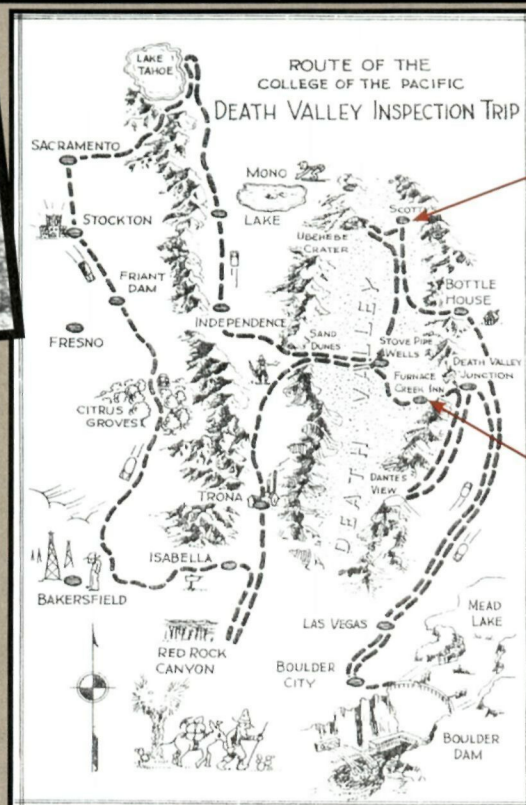 ROUTE OF THE
COLLEGE OF THE PACIFIC
DEATH VALLEY INSPECTION TRIP
LAKE
TAHOE
SACRAMENTO
STOCKTON
MONO
LAKE
SCOTTY
UBEHEBE
CRATER
FRIANT
DAM
BOTTLE
HOUSE
INDEPENDENCE
FRESNO
SAND
DUNES
STOVE PIPE
WELLS
DEATH VALLEY
JUNCTION
FURNACE
CREEK INN
CITRUS
GROVES
DEATH VALLEY
DANTES
VIEW
TRONA
ISABELLA
BAKERSFIELD
RED ROCK
CANYON
LAS VEGAS
MEAD
LAKE
BOULDER
CITY
BOULDER
DAM